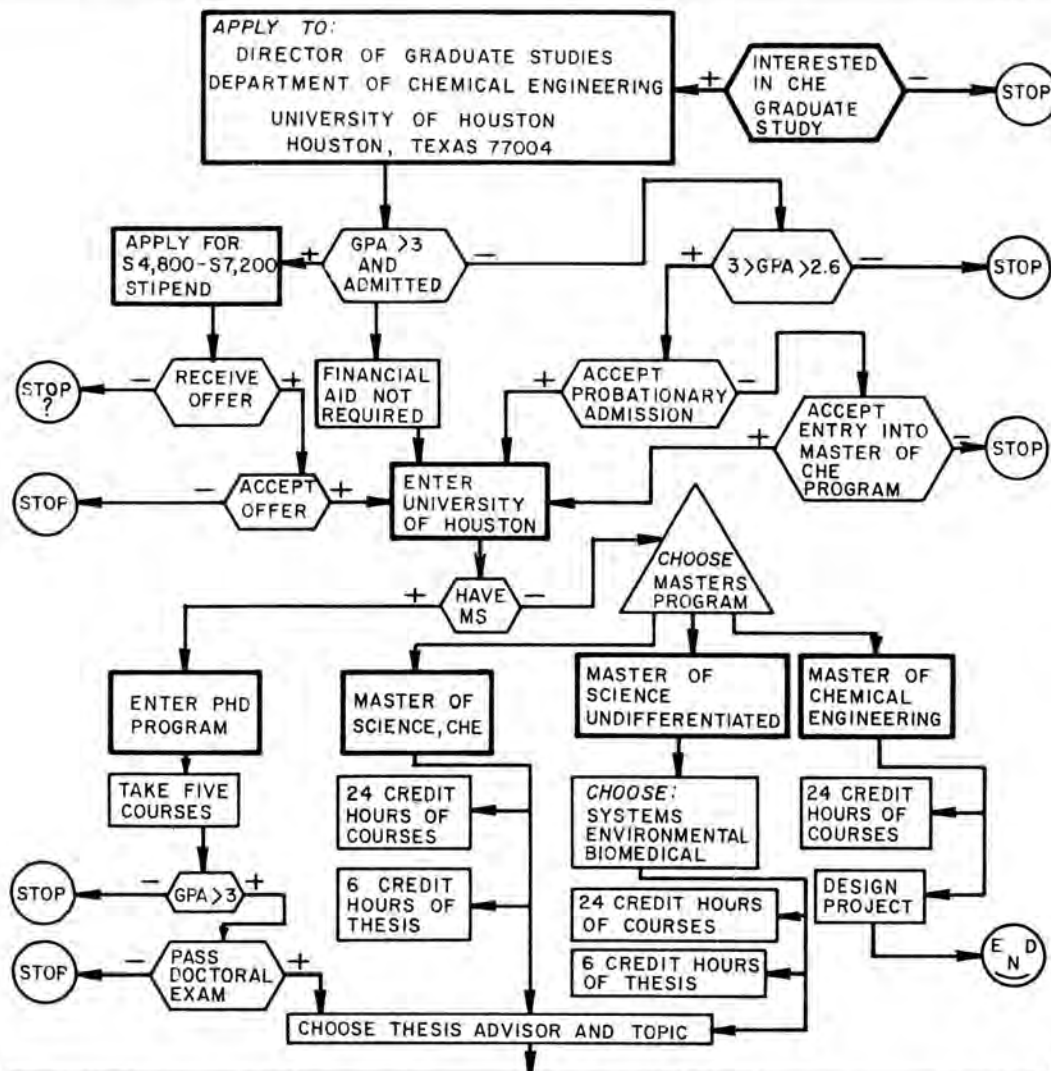 APPLY TO:
DIRECTOR OF GRADUATE STUDIES
DEPARTMENT OF CHEMICAL ENGINEERING
UNIVERSITY OF HOUSTON
HOUSTON, TEXAS 77004
+
INTERESTED
IN CHE
GRADUATE
STUDY
−
STOP
APPLY FOR
$4,800-$7,200
STIPEND
+
GPA >3
AND
ADMITTED
−
+
3 >GPA >2.6
−
STOP
STOP
?
−
RECEIVE
OFFER
+
FINANCIAL
AID NOT
REQUIRED
+
ACCEPT
PROBATIONARY
ADMISSION
−
+
ACCEPT
ENTRY INTO
MASTER OF
CHE
PROGRAM
−
STOP
STOP
−
ACCEPT
OFFER
+
ENTER
UNIVERSITY
OF HOUSTON
+
HAVE
MS
−
CHOOSE
MASTERS
PROGRAM
ENTER PHD
PROGRAM
MASTER OF
SCIENCE, CHE
MASTER OF
SCIENCE
UNDIFFERENTIATED
MASTER OF
CHEMICAL
ENGINEERING
TAKE FIVE
COURSES
24 CREDIT
HOURS OF
COURSES
CHOOSE:
SYSTEMS
ENVIRONMENTAL
BIOMEDICAL
24 CREDIT
HOURS OF
COURSES
STOP
−
GPA >3
+
6 CREDIT
HOURS OF
THESIS
24 CREDIT HOURS
OF COURSES
DESIGN
PROJECT
STOP
−
PASS
DOCTORAL
EXAM
+
6 CREDIT HOURS
OF THESIS
END
CHOOSE THESIS ADVISOR AND TOPIC